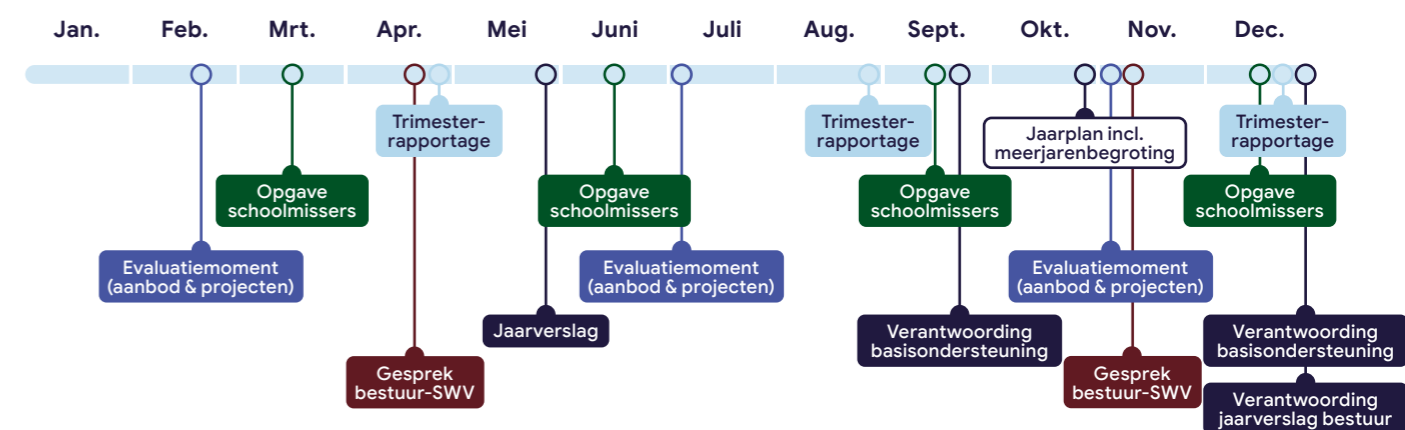 Jan. Feb. Mrt. Apr. Mei Juni Juli Aug. Sept. Okt. Nov. Dec.
Trimester-
rapportage
Trimester-
rapportage
Jaarplan incl.
meerjarenbegroting
Trimester-
rapportage
Opgave
schoolmissers
Opgave
schoolmissers
Opgave
schoolmissers
Opgave
schoolmissers
Evaluatiemoment
(aanbod & projecten)
Evaluatiemoment
(aanbod & projecten)
Evaluatiemoment
(aanbod & projecten)
Jaarverslag
Verantwoording
basisondersteuning
Verantwoording
basisondersteuning
Gesprek
bestuur-SWV
Gesprek
bestuur-SWV
Verantwoording
jaarverslag bestuur